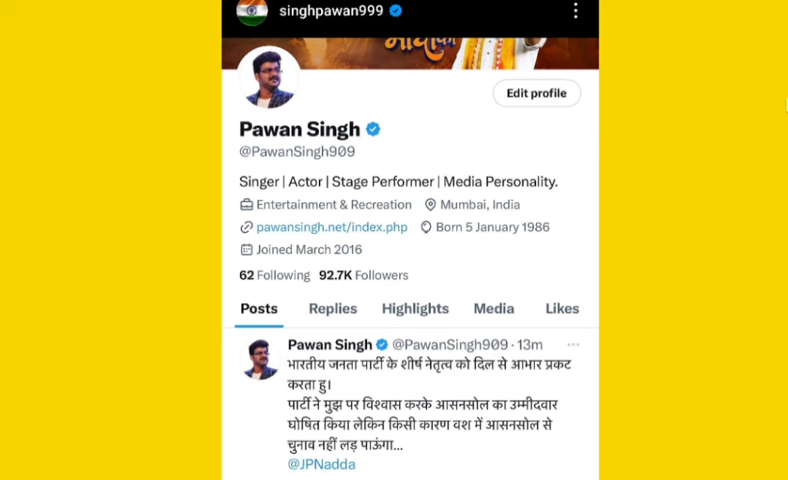 singhpawan999
Edit profile
Pawan Singh
@PawanSingh909
Singer | Actor | Stage Performer | Media Personality.
Entertainment & Recreation Mumbai, India
pawansingh.net/index.php Born 5 January 1986
Joined March 2016
62 Following 92.7K Followers
Posts Replies Highlights Media Likes
Pawan Singh @PawanSingh909 · 13m
भारतीय जनता पार्टी के शीर्ष नेतृत्व को दिल से आभार प्रकट
करता हु।
पार्टी ने मुझ पर विश्वास करके आसनसोल का उम्मीदवार
घोषित किया लेकिन किसी कारण वश में आसनसोल से
चुनाव नहीं लड़ पाऊंगा...
@JPNadda